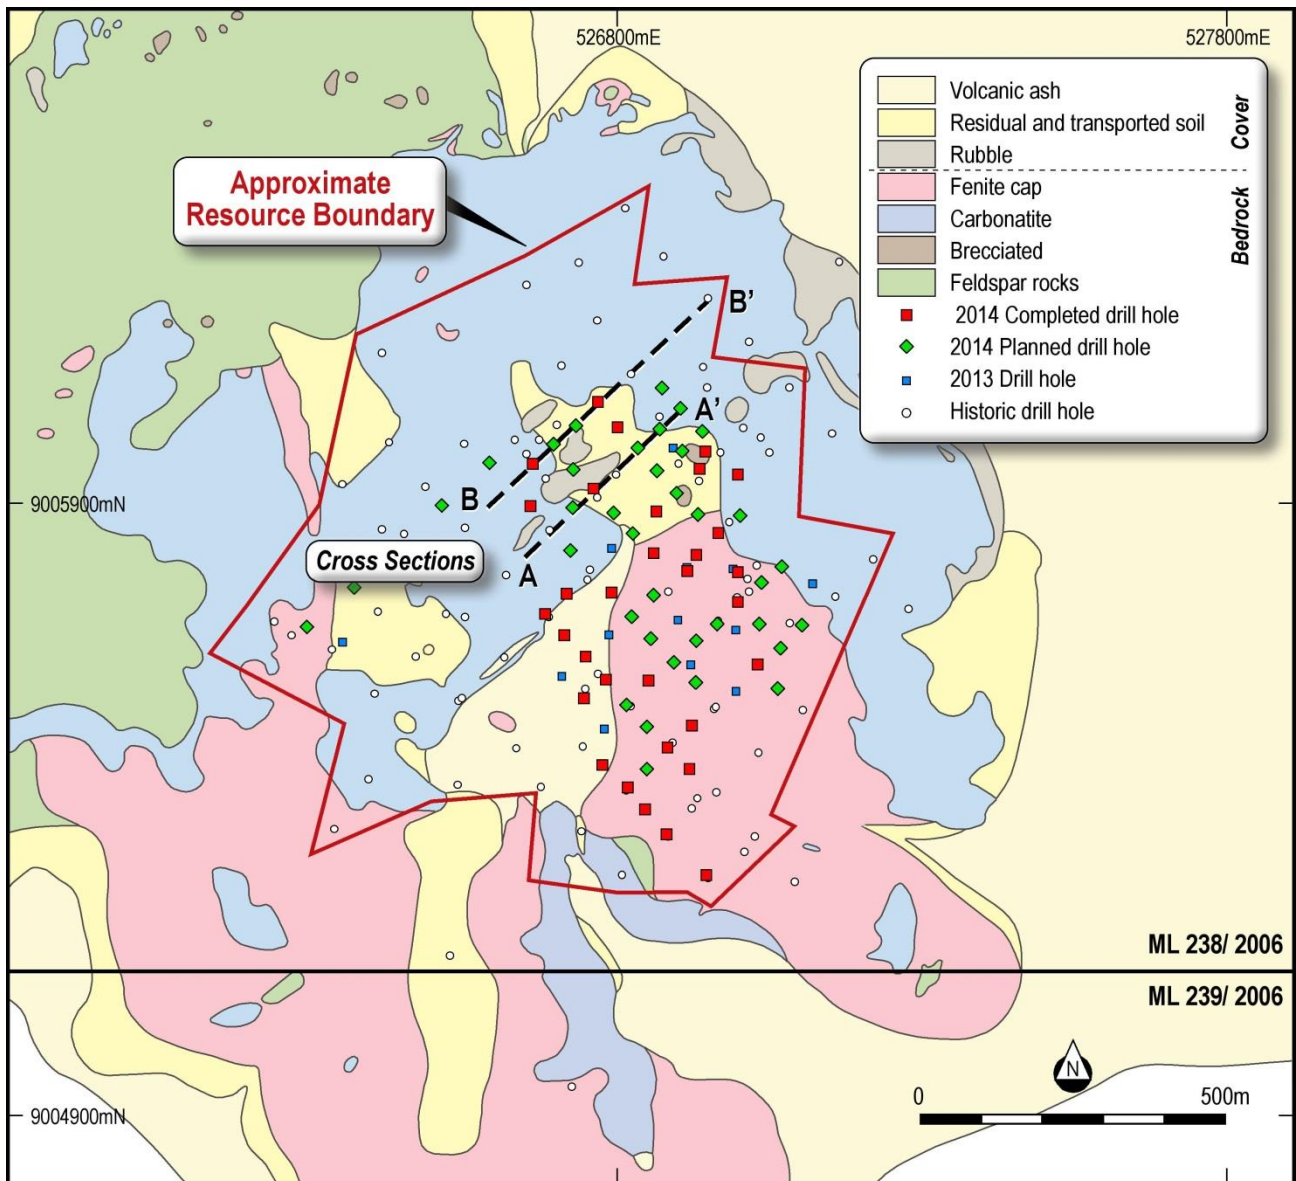 526800mE
527800mE
Volcanic ash
Residual and transported soil
Rubble
Cover
Fenite cap
Carbonatite
Brecciated
Feldspar rocks
Bedrock
2014 Completed drill hole
2014 Planned drill hole
2013 Drill hole
Historic drill hole
Approximate
Resource Boundary
B'
A'
B
9005900mN
Cross Sections
A
ML 238/ 2006
ML 239/ 2006
N
0
500m
9004900mN